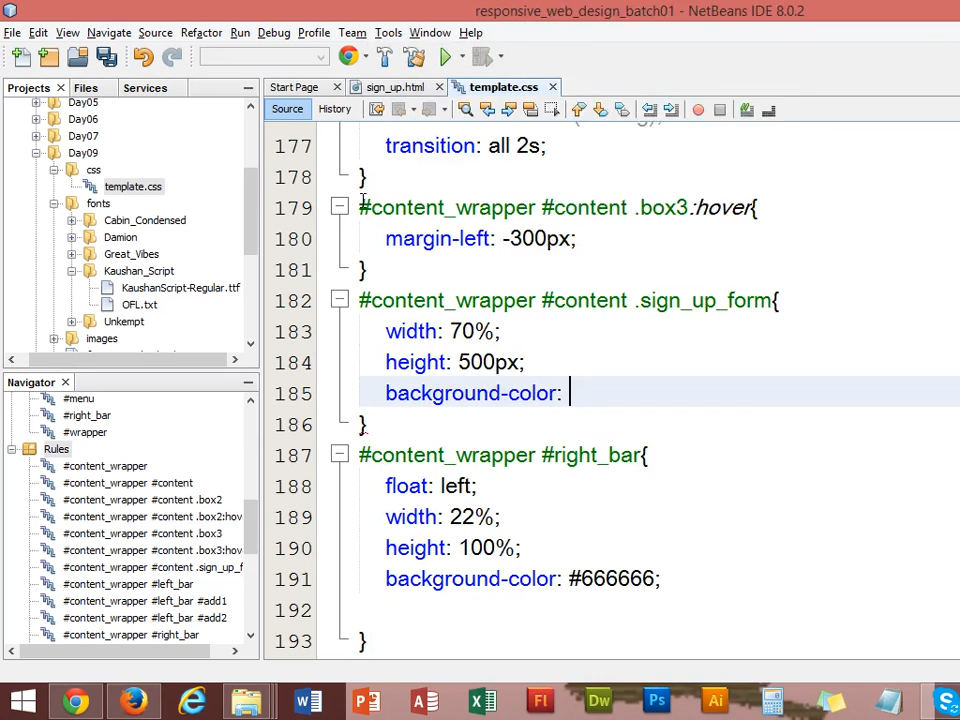 responsive_web_design_batch01 - NetBeans IDE 8.0.2
File Edit View Navigate Source Refactor Run Debug Profile Team Tools Window Help
Projects Files Services
Start Page sign_up.html template.css
Source History
Day05
Day06
Day07
Day09
css
template.css
fonts
Cabin_Condensed
Damion
Great_Vibes
Kaushan_Script
KaushanScript-Regular.ttf
OFL.txt
Unkempt
images
Navigator
#menu
#right_bar
#wrapper
Rules
#content_wrapper
#content_wrapper #content
#content_wrapper #content .box2
#content_wrapper #content .box2:hov
#content_wrapper #content .box3
#content_wrapper #content .box3:hov
#content_wrapper #content .sign_up_f
#content_wrapper #left_bar
#content_wrapper #left_bar #add1
#content_wrapper #left_bar #add2
#content_wrapper #right_bar
177 transition: all 2s;
178 }
179 #content_wrapper #content .box3:hover{
180 margin-left: -300px;
181 }
182 #content_wrapper #content .sign_up_form{
183 width: 70%;
184 height: 500px;
185 background-color:
186 }
187 #content_wrapper #right_bar{
188 float: left;
189 width: 22%;
190 height: 100%;
191 background-color: #666666;
192
193 }